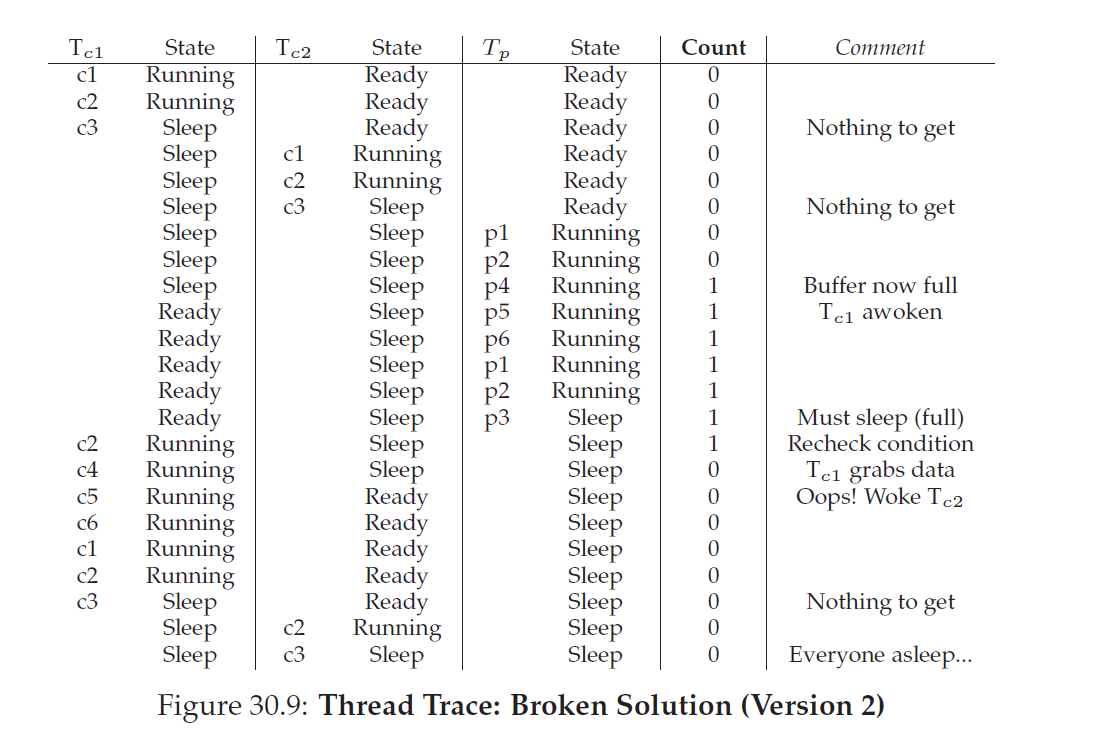 Tc1 State Tc2 State Tp State Count Comment
c1 Running Ready Ready 0
c2 Running Ready Ready 0
c3 Sleep Ready Ready 0 Nothing to get
Sleep c1 Running Ready 0
Sleep c2 Running Ready 0
Sleep c3 Sleep Ready 0 Nothing to get
Sleep Sleep p1 Running 0
Sleep Sleep p2 Running 0
Sleep Sleep p4 Running 1 Buffer now full
Ready Sleep p5 Running 1 Tc1 awoken
Ready Sleep p6 Running 1
Ready Sleep p1 Running 1
Ready Sleep p2 Running 1
Ready Sleep p3 Sleep 1 Must sleep (full)
c2 Running Sleep Sleep 1 Recheck condition
c4 Running Sleep Sleep 0 Tc1 grabs data
c5 Running Ready Sleep 0 Oops! Woke Tc2
c6 Running Ready Sleep 0
c1 Running Ready Sleep 0
c2 Running Ready Sleep 0
c3 Sleep Ready Sleep 0 Nothing to get
Sleep c2 Running Sleep 0
Sleep c3 Sleep Sleep 0 Everyone asleep...
Figure 30.9: Thread Trace: Broken Solution (Version 2)